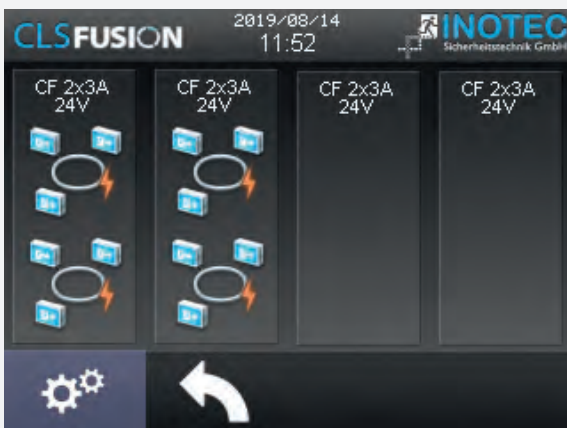 CLSFUSION
2019/08/14
11:52
INOTEC
Sicherheitstechnik GmbH
CF 2x3A
24V
CF 2x3A
24V
CF 2x3A
24V
CF 2x3A
24V